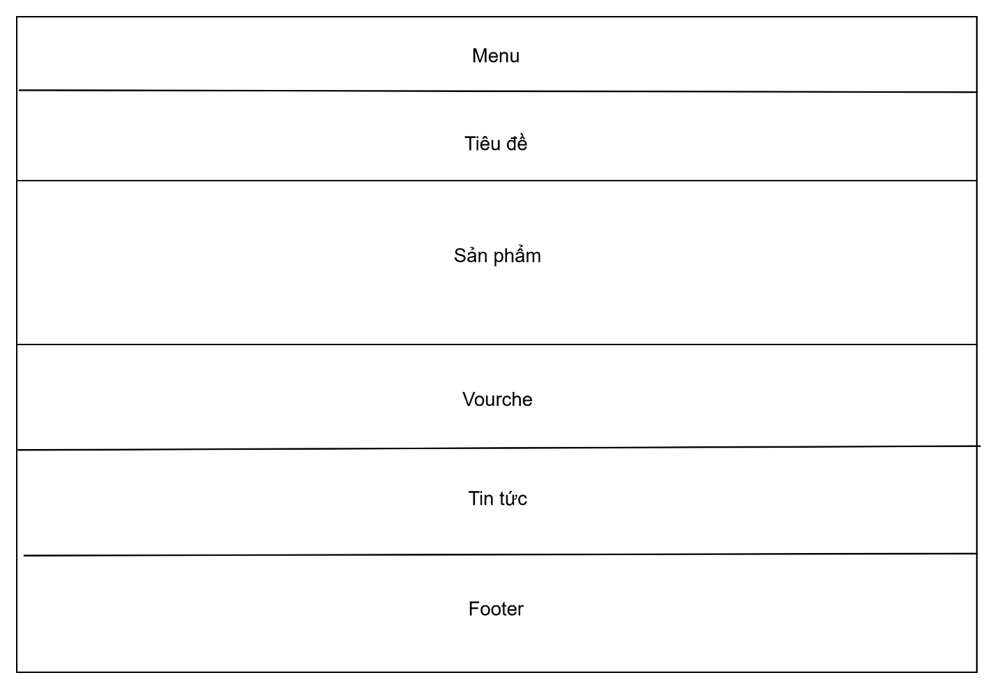 Menu
Tiêu đề
Sản phẩm
Vourche
Tin tức
Footer